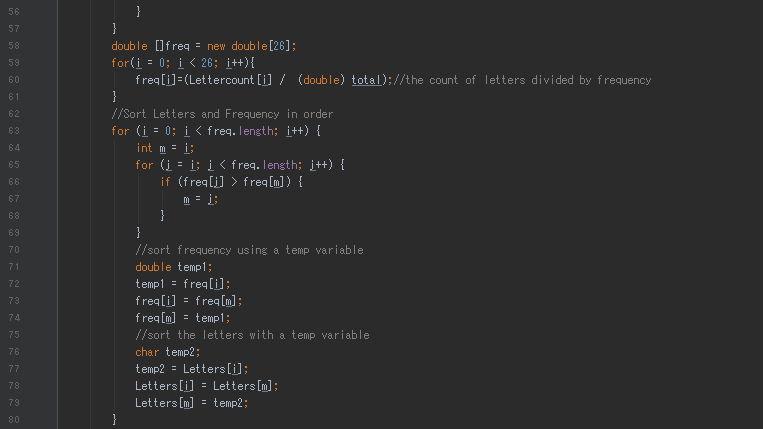 56 }
57 }
58 double []freq = new double[26];
59 for(i = 0; i < 26; i++){
60 freq[i]=(Lettercount[i] / (double) total);//the count of letters divided by frequency
61 }
62 //Sort Letters and Frequency in order
63 for (i = 0; i < freq.length; i++) {
64 int m = i;
65 for (j = i; j < freq.length; j++) {
66 if (freq[j] > freq[m]) {
67 m = j;
68 }
69 }
70 //sort frequency using a temp variable
71 double temp1;
72 temp1 = freq[i];
73 freq[i] = freq[m];
74 freq[m] = temp1;
75 //sort the letters with a temp variable
76 char temp2;
77 temp2 = Letters[i];
78 Letters[i] = Letters[m];
79 Letters[m] = temp2;
80 }